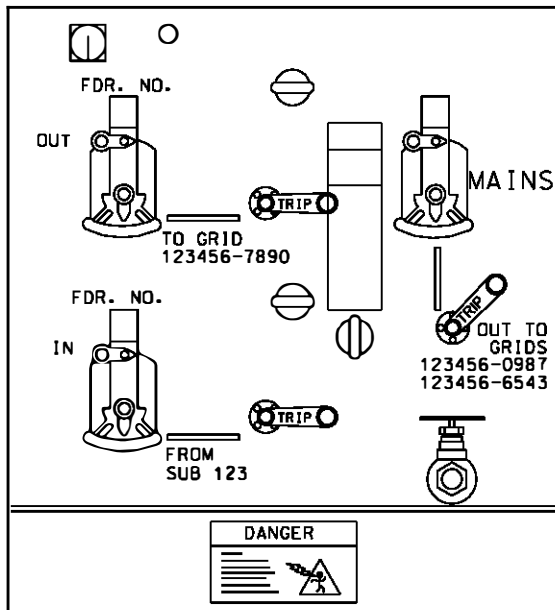 FDR. NO.
OUT
MAINS
TRIP
TO GRID
123456-7890
FDR. NO.
TRIP
IN
OUT TO
GRIDS
123456-0987
123456-6543
TRIP
FROM
SUB 123
DANGER